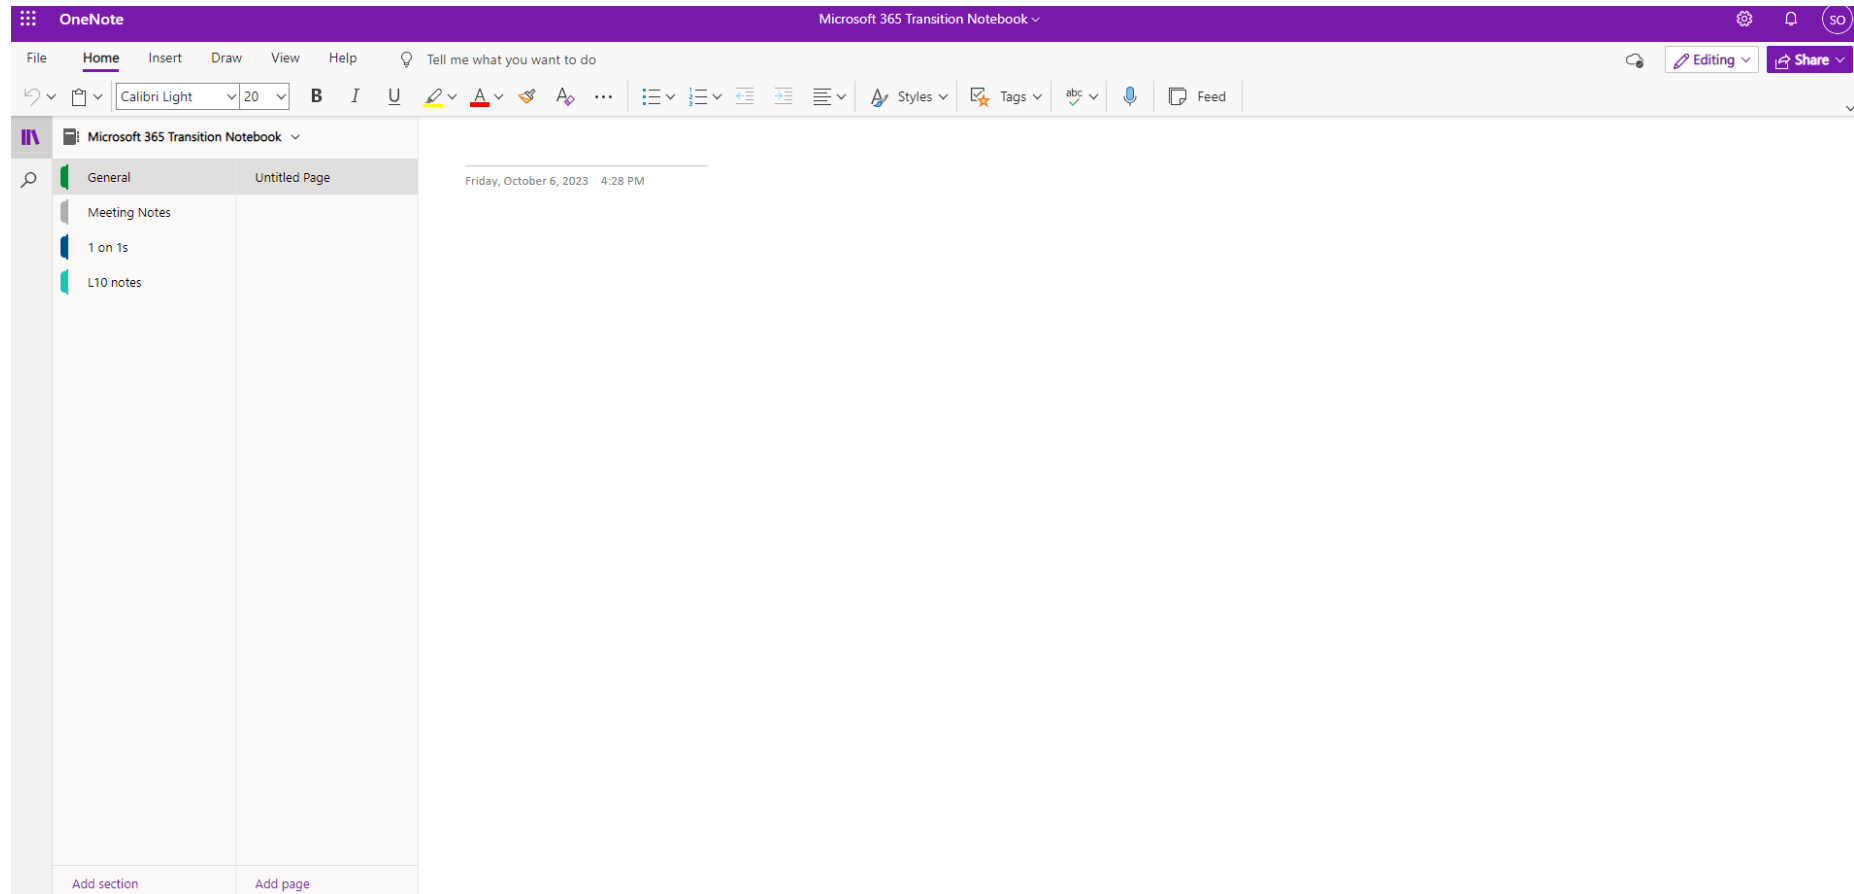 OneNote
Microsoft 365 Transition Notebook
SO
File Home Insert Draw View Help Tell me what you want to do
Editing Share
Calibri Light 20 B I U A A Styles Tags abc Feed
Microsoft 365 Transition Notebook
General
Untitled Page
Meeting Notes
1 on 1s
L10 notes
Friday, October 6, 2023 4:28 PM
Add section
Add page